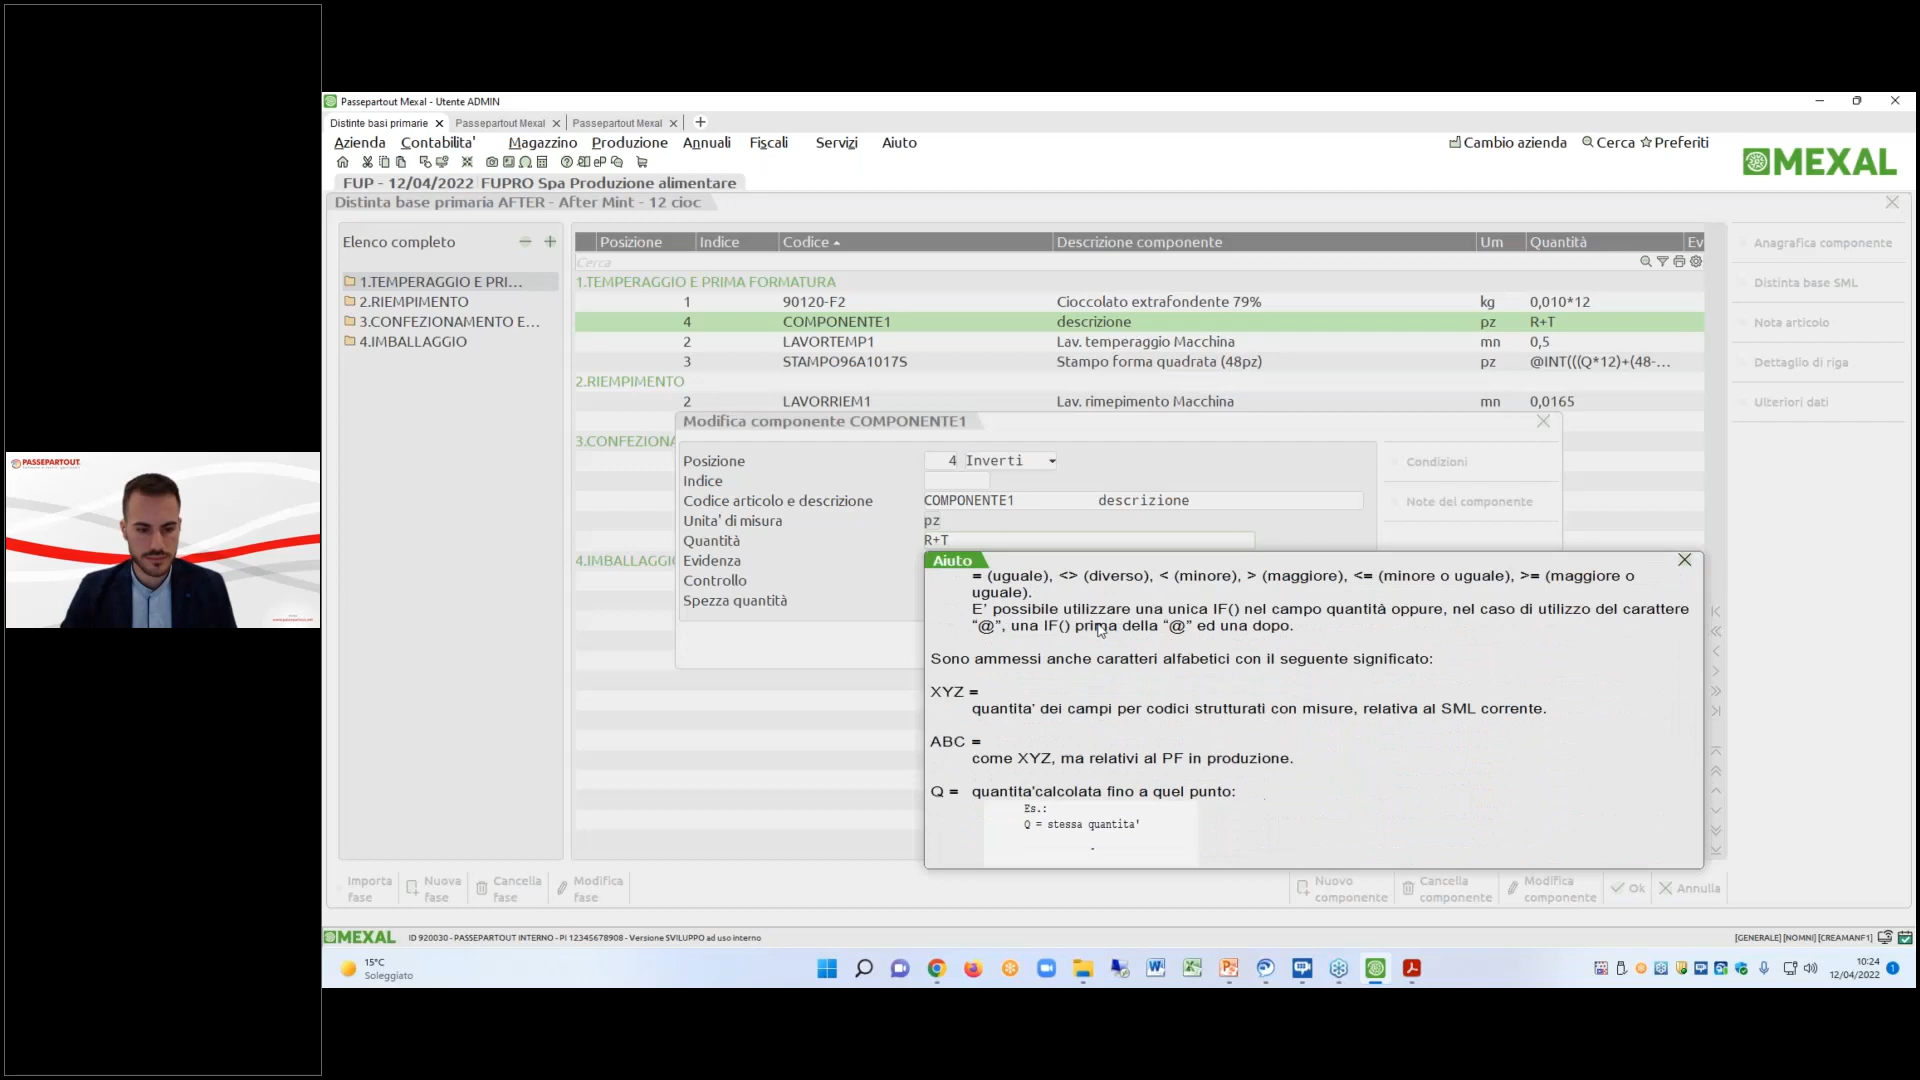 Passepartout Mexal - Utente ADMIN
Distinte basi primarie Passepartout Mexal Passepartout Mexal
Azienda Contabilita' Magazzino Produzione Annuali Fiscali Servizi Aiuto Cambio azienda Cerca Preferiti
MEXAL
FUP - 12/04/2022 FUPRO Spa Produzione alimentare
Distinta base primaria AFTER - After Mint - 12 cioc
Elenco completo
1.TEMPERAGGIO E PRI...
2.RIEMPIMENTO
3.CONFEZIONAMENTO E...
4.IMBALLAGGIO
Posizione Indice Codice Descrizione componente Um Quantità Ev
Cerca
1.TEMPERAGGIO E PRIMA FORMATURA
1 90120-F2 Cioccolato extrafondente 79% kg 0,010*12
4 COMPONENTE1 descrizione pz R+T
2 LAVORTEMP1 Lav. temperaggio Macchina mn 0,5
3 STAMPO96A1017S Stampo forma quadrata (48pz) pz @INT(((Q*12)+(48-...
2.RIEMPIMENTO
2 LAVORRIEM1 Lav. rimepimento Macchina mn 0,0165
3.CONFEZIONA
4.IMBALLAGGI
Anagrafica componente
Distinta base SML
Nota articolo
Dettaglio di riga
Ulteriori dati
Modifica componente COMPONENTE1
Posizione 4 Inverti
Indice
Codice articolo e descrizione COMPONENTE1 descrizione
Unita' di misura pz
Quantità R+T
Evidenza
Controllo
Spezza quantità
Condizioni
Note del componente
Aiuto
= (uguale), <> (diverso), < (minore), > (maggiore), <= (minore o uguale), >= (maggiore o
uguale).
E' possibile utilizzare una unica IF() nel campo quantità oppure, nel caso di utilizzo del carattere
“@”, una IF() prima della “@” ed una dopo.
Sono ammessi anche caratteri alfabetici con il seguente significato:
XYZ =
quantita' dei campi per codici strutturati con misure, relativa al SML corrente.
ABC =
come XYZ, ma relativi al PF in produzione.
Q = quantita'calcolata fino a quel punto:
Es.:
Q = stessa quantita'
Importa fase
Nuova fase
Cancella fase
Modifica fase
Nuovo componente
Cancella componente
Modifica componente
Ok
Annulla
MEXAL ID 920030 - PASSEPARTOUT INTERNO - PI 12345678908 - Versione SVILUPPO ad uso interno [GENERALE] [NOMNI] [CREAMANF1]
15°C
Soleggiato
10:24
12/04/2022
1
PASSEPARTOUT